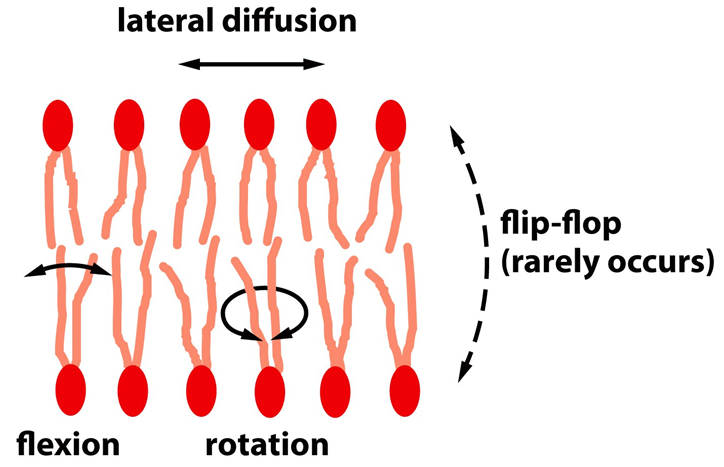 lateral diffusion
flip-flop
(rarely occurs)
flexion
rotation